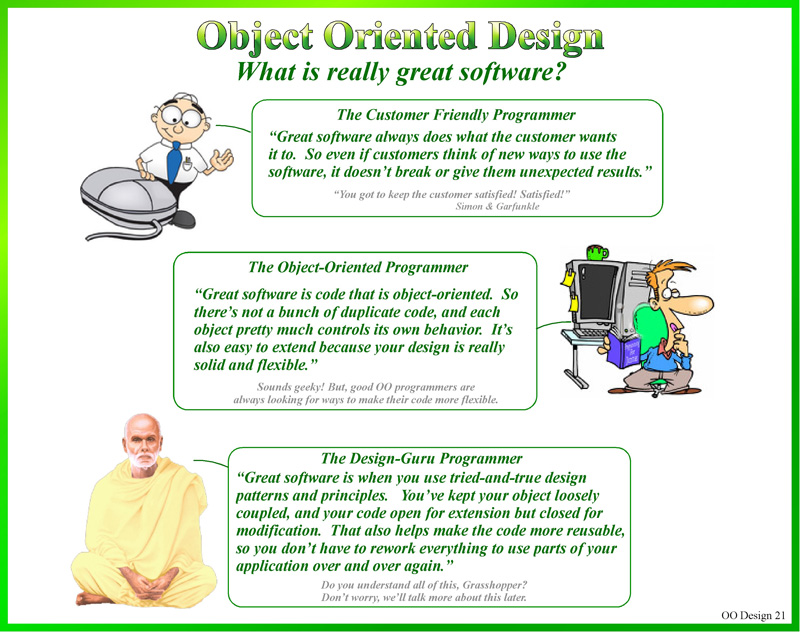 Object Oriented Design
What is really great software?
The Customer Friendly Programmer
“Great software always does what the customer wants
it to.  So even if customers think of new ways to use the
software, it doesn’t break or give them unexpected results.”
“You got to keep the customer satisfied! Satisfied!”
Simon & Garfunkle
The Object-Oriented Programmer
“Great software is code that is object-oriented.  So
there’s not a bunch of duplicate code, and each
object pretty much controls its own behavior.  It’s
also easy to extend because your design is really
solid and flexible.”
Sounds geeky! But, good OO programmers are
always looking for ways to make their code more flexible.
The Design-Guru Programmer
“Great software is when you use tried-and-true design
patterns and principles.   You’ve kept your object loosely
coupled, and your code open for extension but closed for
modification.  That also helps make the code more reusable,
so you don’t have to rework everything to use parts of your
application over and over again.”
Do you understand all of this, Grasshopper?
Don’t worry, we’ll talk more about this later.
OO Design 21